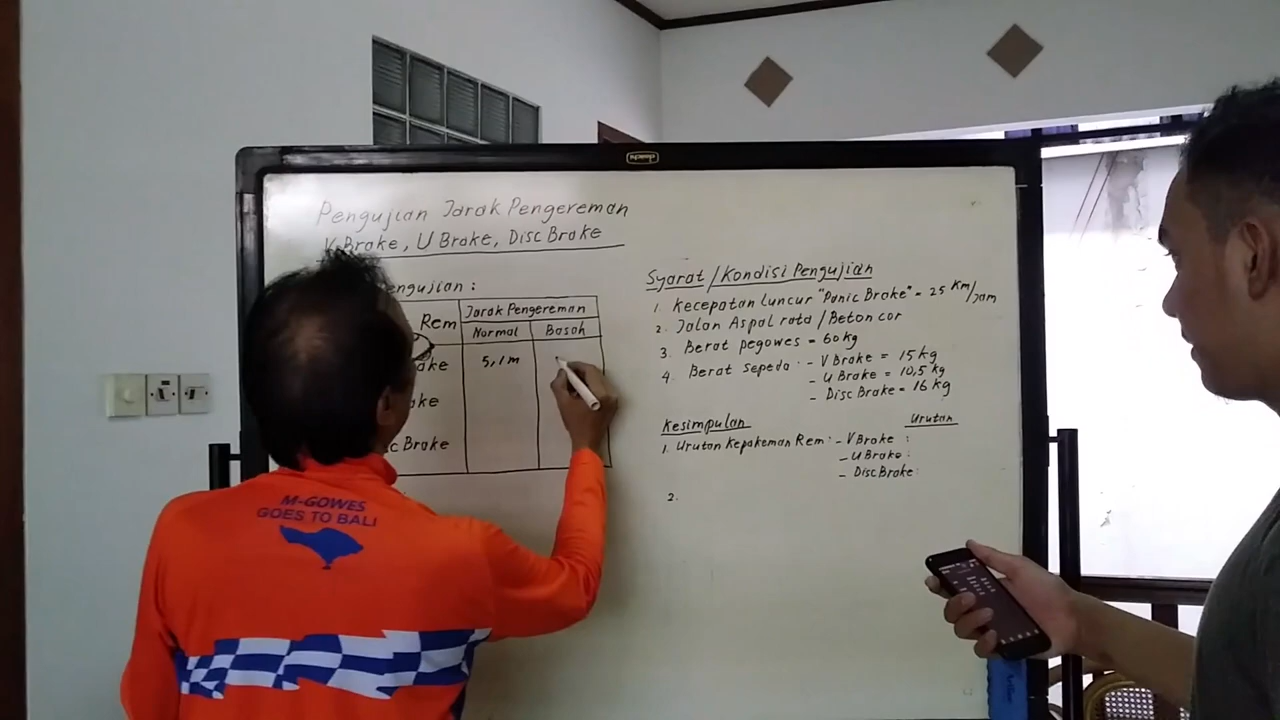 daichi
Pengujian Jarak Pengereman
V Brake, U Brake, Disc Brake
engujian :
Rem
Jarak Pengereman
Normal
Basah
ake
5,1 m
ake
c Brake
Syarat / Kondisi Pengujian
1. Kecepatan luncur "Panic Brake" = 25 Km/Jam
2. Jalan Aspal rata / Beton cor
3. Berat pegowes = 60 kg
4. Berat sepeda : - V Brake = 15 kg
- U Brake = 10,5 kg
- Disc Brake = 16 kg
Kesimpulan
Urutan
1. Urutan Kepakeman Rem : - V Brake :
- U Brake :
- Disc Brake :
2.
M-GOWES
GOES TO BALI